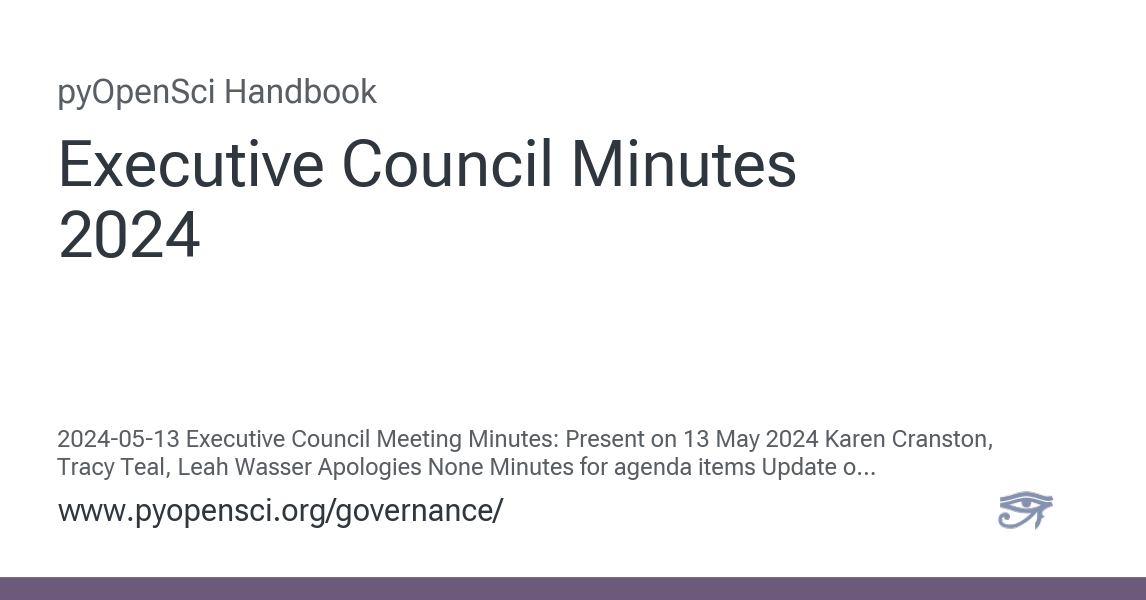 pyOpenSci Handbook
Executive Council Minutes
2024
2024-05-13 Executive Council Meeting Minutes: Present on 13 May 2024 Karen Cranston,
Tracy Teal, Leah Wasser Apologies None Minutes for agenda items Update o...
www.pyopensci.org/governance/